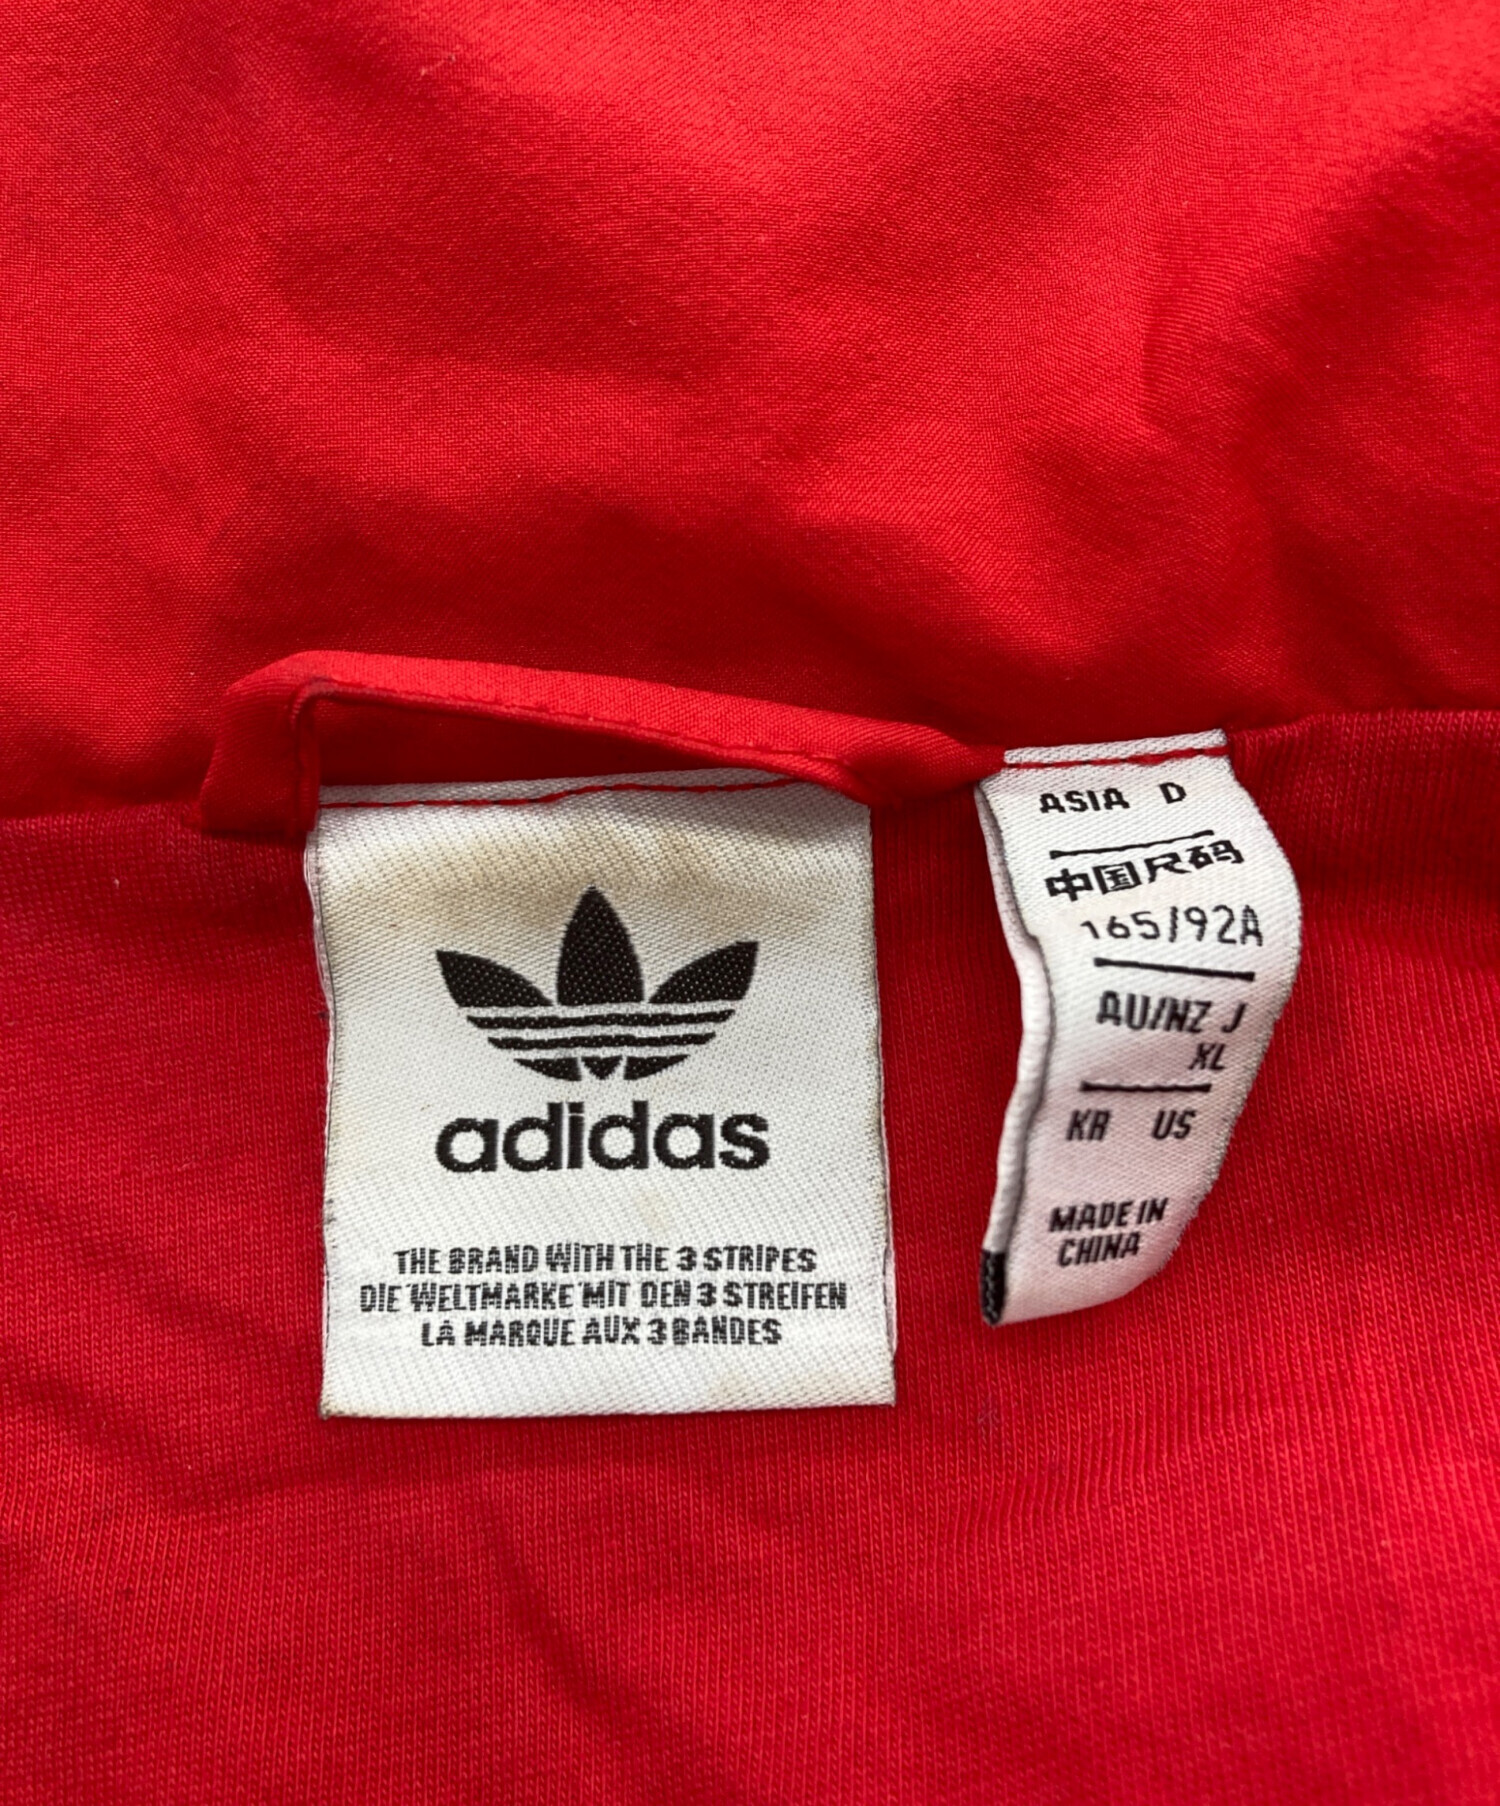 adidas
THE BRAND WITH THE 3 STRIPES
DIE WELTMARKE MIT DEN 3 STREIFEN
LA MARQUE AUX 3 BANDES
ASIA D
中国尺码
165/92A
AU/NZ J
XL
KR US
MADE IN
CHINA